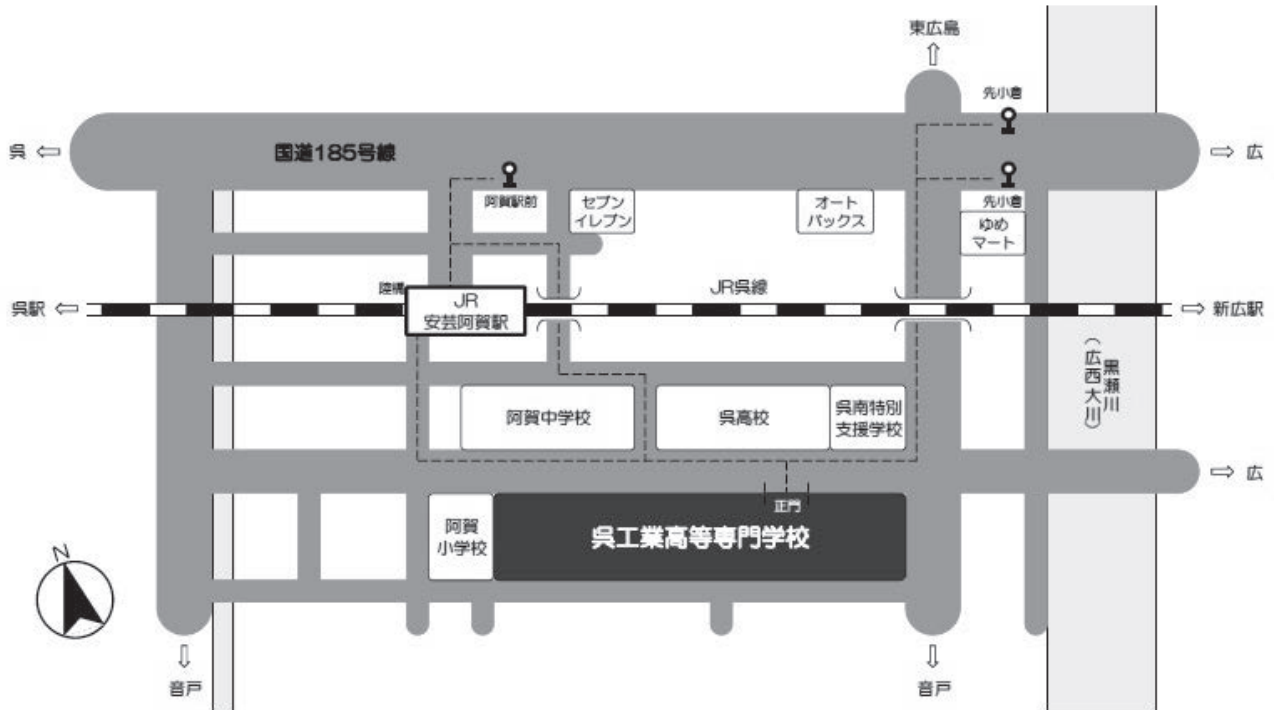 東広島
先小倉
呉
国道185号線
広
阿賀駅前
セブン
イレブン
オート
バックス
先小倉
ゆめ
マート
陸橋
JR
安芸阿賀駅
JR呉線
呉駅
新広駅
黒瀬川
(広西大川)
阿賀中学校
呉高校
呉南特別
支援学校
広
正門
阿賀
小学校
呉工業高等専門学校
N
音戸
音戸